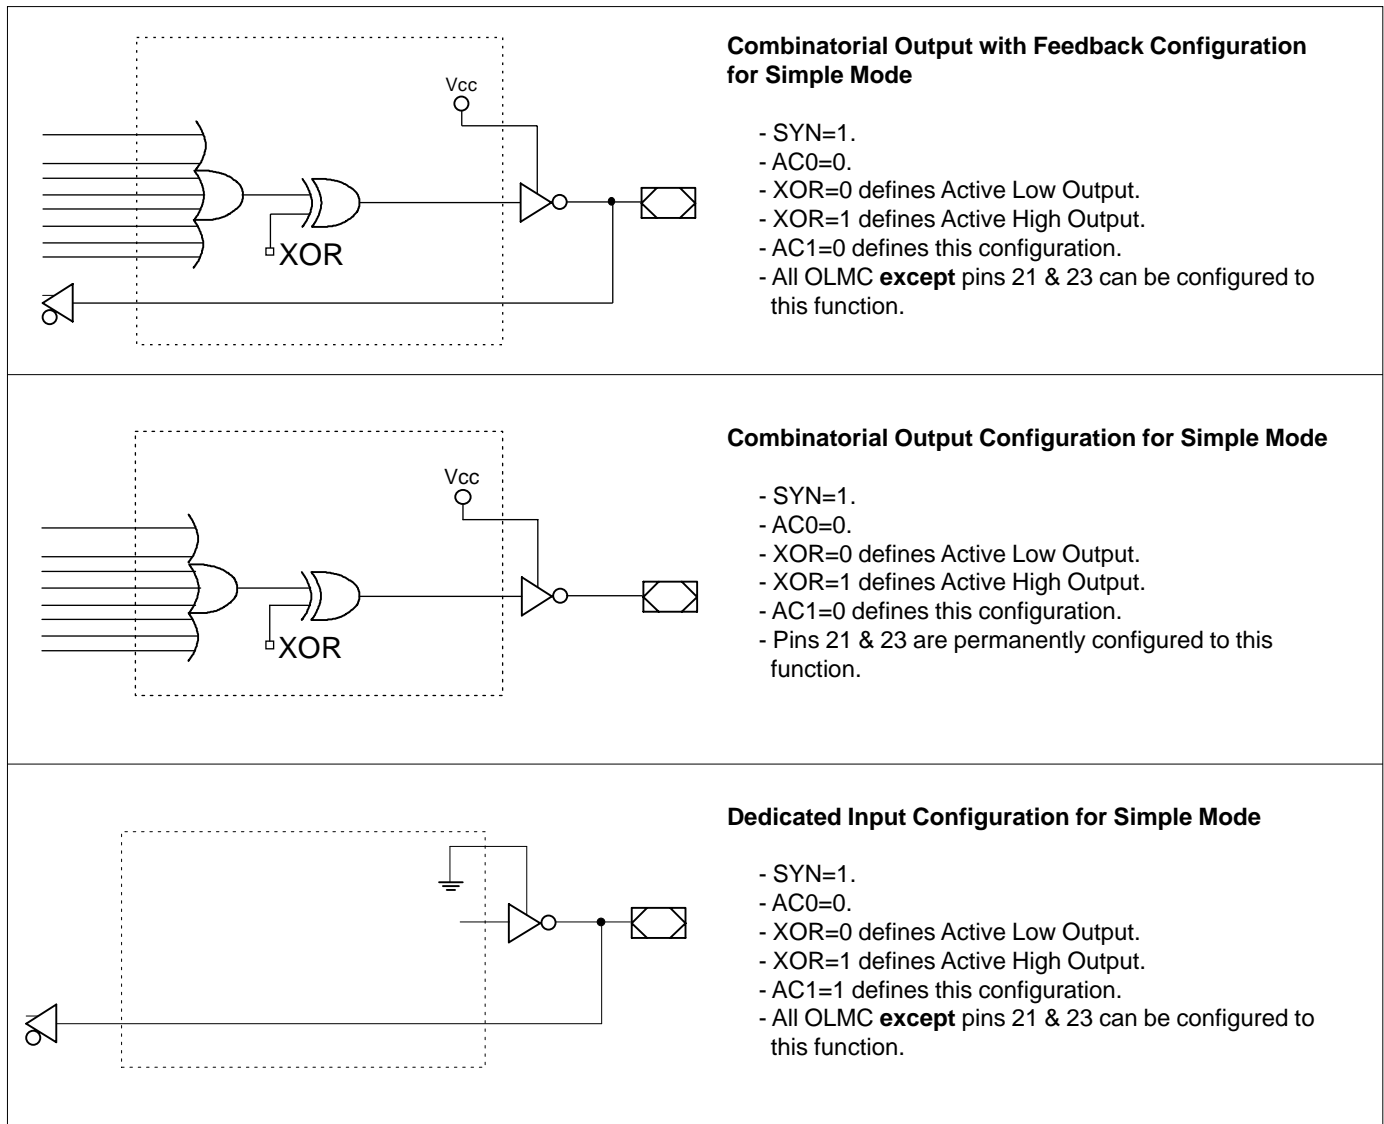 Combinatorial Output with Feedback Configuration
for Simple Mode
Vcc
- SYN=1.
- AC0=0.
- XOR=0 defines Active Low Output.
- XOR=1 defines Active High Output.
- AC1=0 defines this configuration.
- All OLMC except pins 21 & 23 can be configured to
this function.
XOR
Combinatorial Output Configuration for Simple Mode
Vcc
- SYN=1.
- AC0=0.
- XOR=0 defines Active Low Output.
- XOR=1 defines Active High Output.
- AC1=0 defines this configuration.
- Pins 21 & 23 are permanently configured to this
function.
XOR
Dedicated Input Configuration for Simple Mode
- SYN=1.
- AC0=0.
- XOR=0 defines Active Low Output.
- XOR=1 defines Active High Output.
- AC1=1 defines this configuration.
- All OLMC except pins 21 & 23 can be configured to
this function.